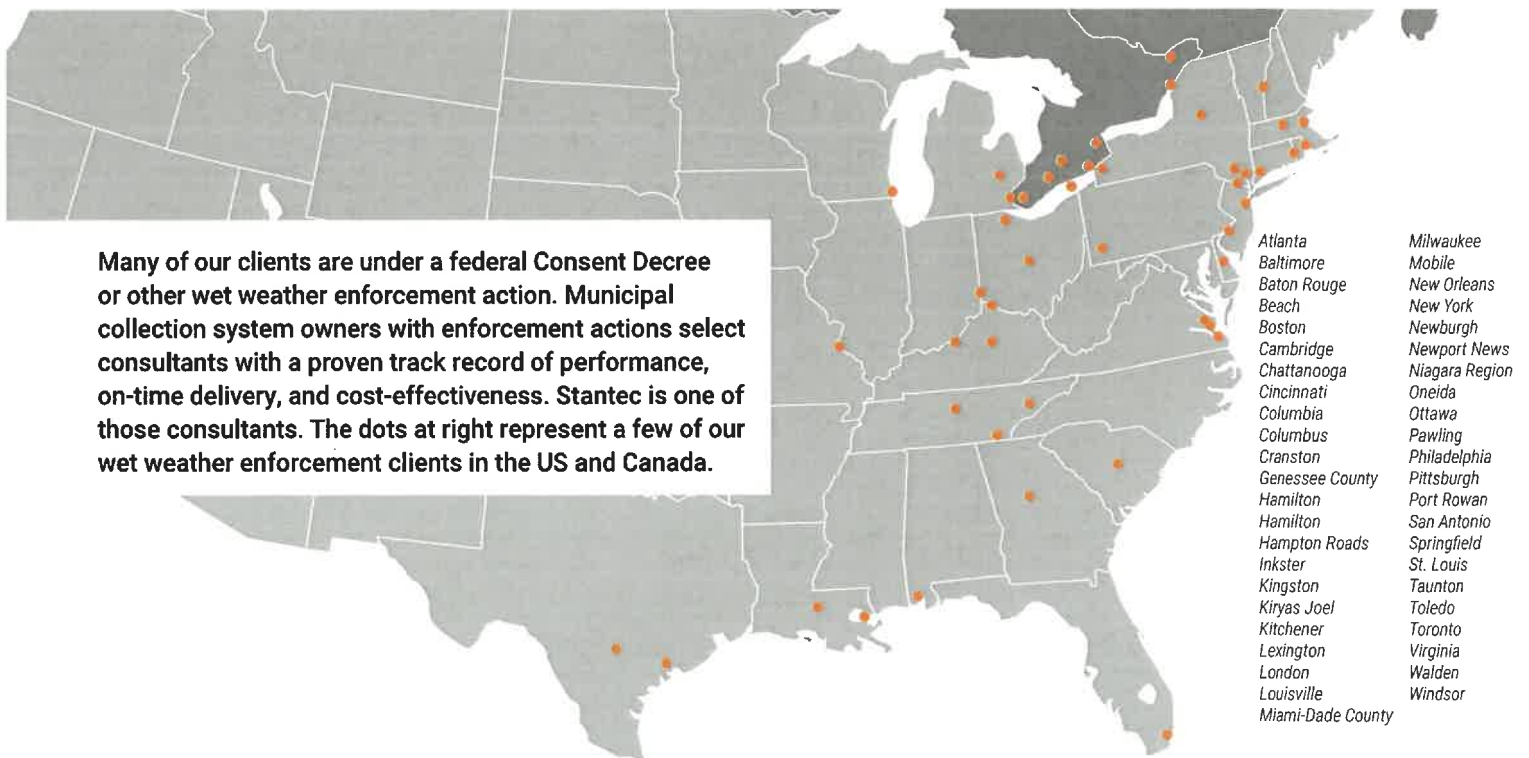 Many of our clients are under a federal Consent Decree
or other wet weather enforcement action. Municipal
collection system owners with enforcement actions select
consultants with a proven track record of performance,
on-time delivery, and cost-effectiveness. Stantec is one of
those consultants. The dots at right represent a few of our
wet weather enforcement clients in the US and Canada.
Atlanta
Baltimore
Baton Rouge
Beach
Boston
Cambridge
Chattanooga
Cincinnati
Columbia
Columbus
Cranston
Genessee County
Hamilton
Hamilton
Hampton Roads
Inkster
Kingston
Kiryas Joel
Kitchener
Lexington
London
Louisville
Miami-Dade County
Milwaukee
Mobile
New Orleans
New York
Newburgh
Newport News
Niagara Region
Oneida
Ottawa
Pawling
Philadelphia
Pittsburgh
Port Rowan
San Antonio
Springfield
St. Louis
Taunton
Toledo
Toronto
Virginia
Walden
Windsor